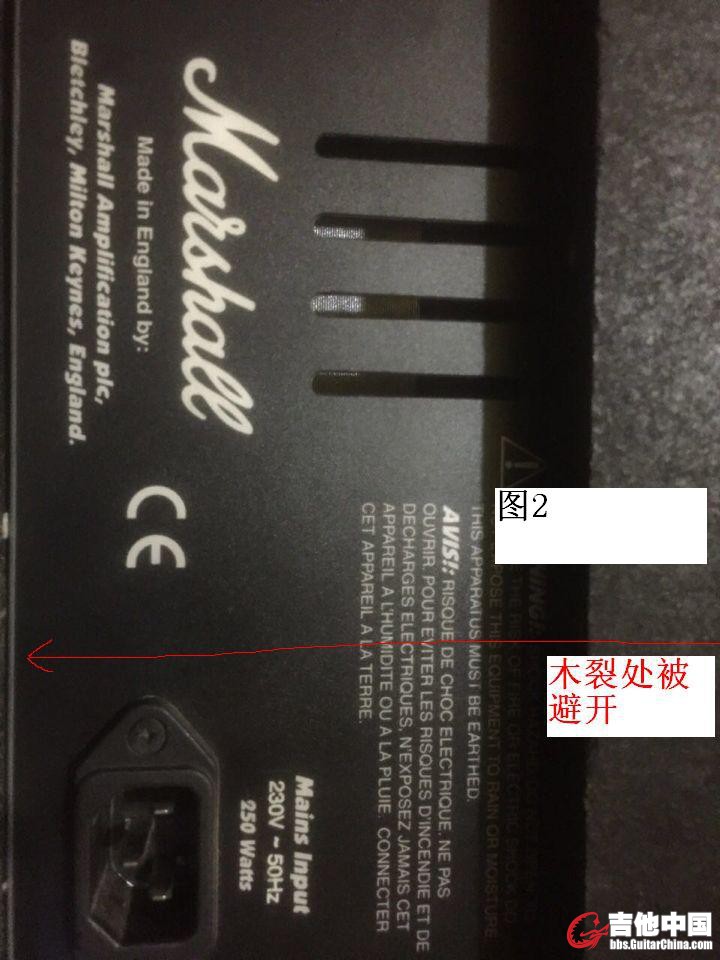 Marshall
Made in England by:
Marshall Amplification plc,
Bletchley, Milton Keynes, England.
CE
THIS APPARATUS MUST BE EARTHED.
AVIS!: RISQUE DE CHOC ELECTRIQUE. NE PAS
OUVRIR. POUR EVITER LES RISQUES D'INCENDIE ET DE
DECHARGES ELECTRIQUES, N'EXPOSEZ JAMAIS CET
APPAREIL A L'HUMIDITE OU A LA PLUIE. CONNECTER
CET APPAREIL A LA TERRE.
Mains Input
230V ~ 50Hz
250 Watts
图2
木裂处被
避开
吉他中国
bbs.GuitarChina.com